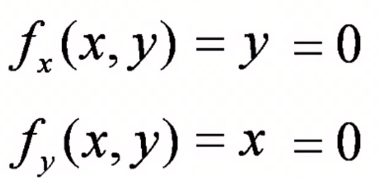 f_x(x, y) = y = 0
f_y(x, y) = x = 0